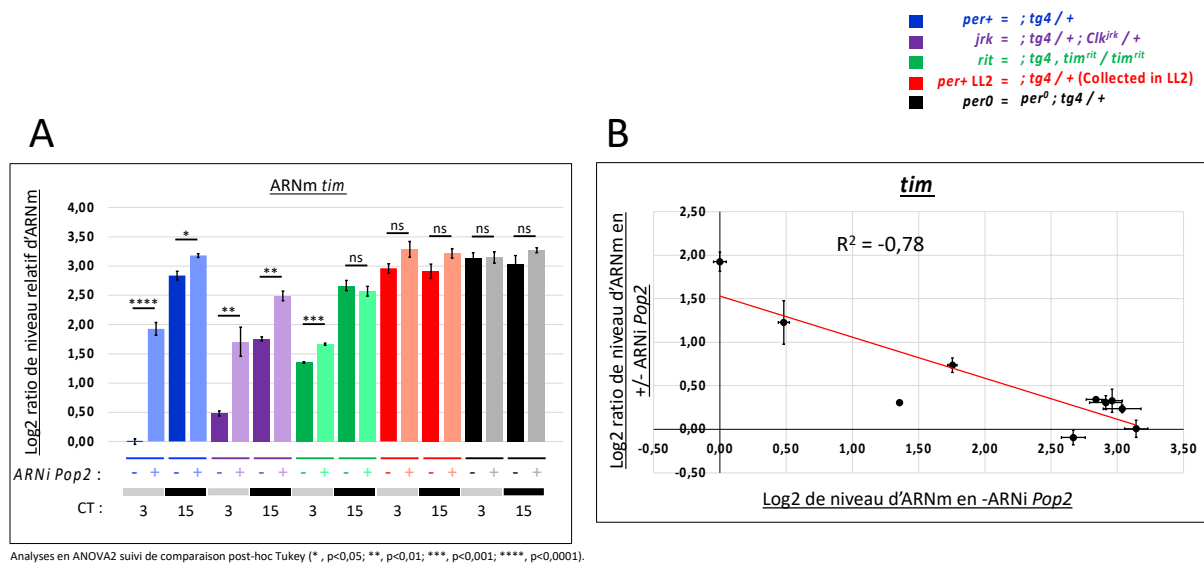 per+ = ; tg4 / +
jrk = ; tg4 / + ; Clkjrk / +
rit = ; tg4 , timrit / timrit
per+ LL2 = ; tg4 / + (Collected in LL2)
per0 = per0 ; tg4 / +
A
B
ARNm tim
Log2 ratio de niveau relatif d'ARNm
4,00
3,50
3,00
2,50
2,00
1,50
1,00
0,50
0,00
****
*
**
**
***
ns
ns
ns
ns
ns
ARNi Pop2 : - + - + - + - + - + - + - + - + - + - +
CT : 3 15 3 15 3 15 3 15 3 15
tim
Log2 ratio de niveau d'ARNm en
+/- ARNi Pop2
2,50
2,00
1,50
1,00
0,50
0,00
-0,50
R2 = -0,78
-0,50 0,00 0,50 1,00 1,50 2,00 2,50 3,00 3,50
Log2 de niveau d'ARNm en -ARNi Pop2
Analyses en ANOVA2 suivi de comparaison post-hoc Tukey (* , p<0,05; **, p<0,01; ***, p<0,001; ****, p<0,0001).